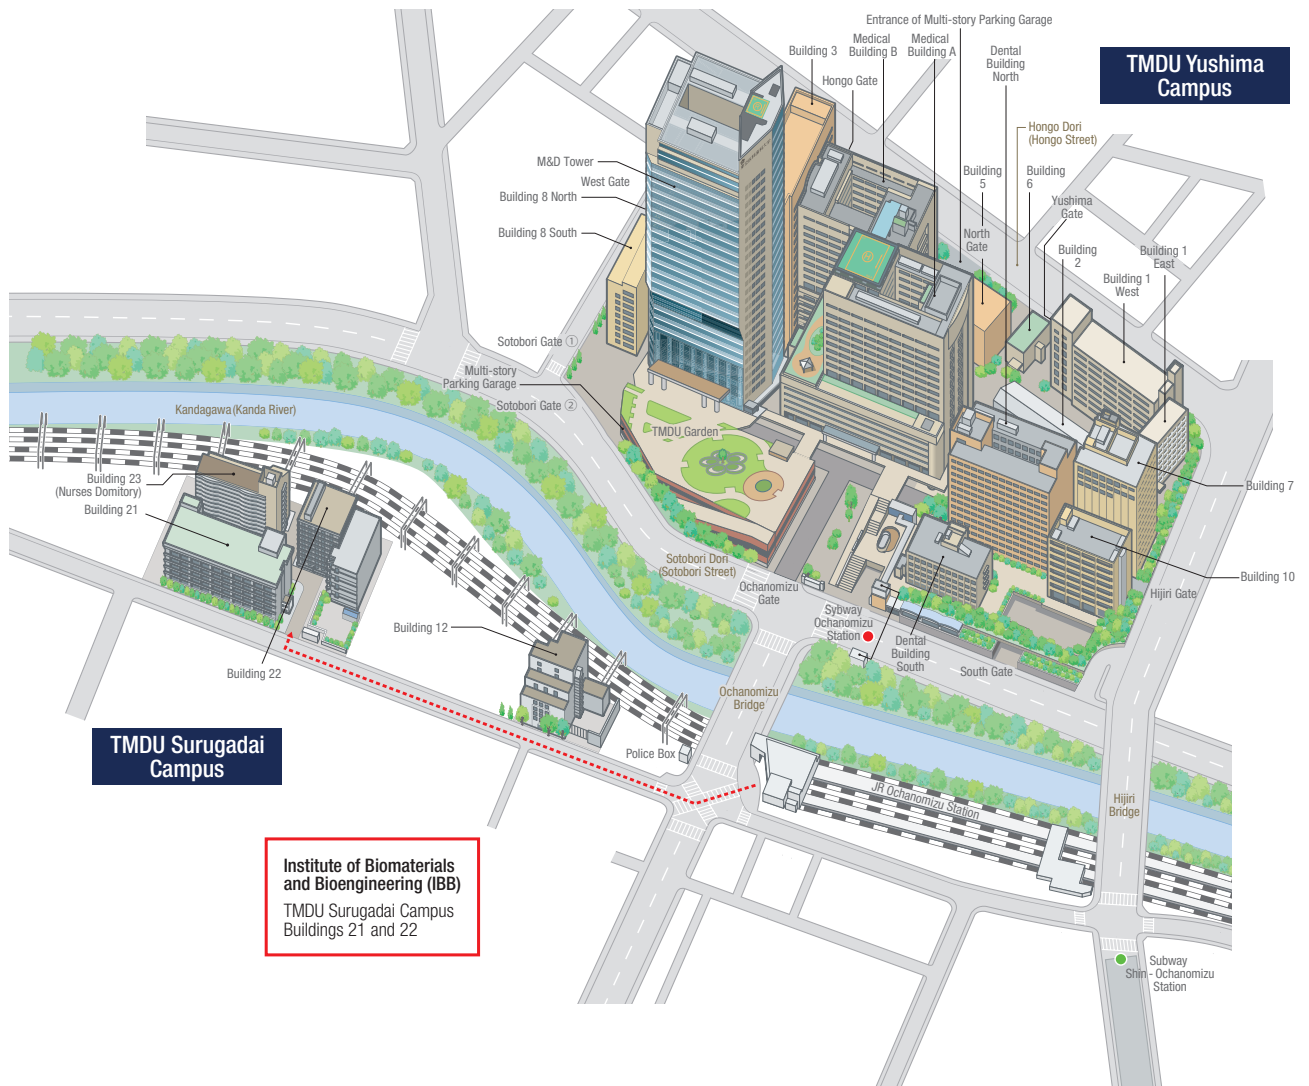 Entrance of Multi-story Parking Garage
Building 3
Medical
Building B
Medical
Building A
Dental
Building
North
TMDU Yushima
Campus
Hongo Gate
Hongo Dori
(Hongo Street)
M&D Tower
West Gate
Building 8 North
Building 8 South
Building
5
Building
6
Yushima
Gate
North
Gate
Building
2
Building 1
East
Building 1
West
Sotobori Gate ①
Multi-story
Parking Garage
Sotobori Gate ②
Kandagawa (Kanda River)
TMDU Garden
Building 23
(Nurses Domitory)
Building 21
Building 7
Sotobori Dori
(Sotobori Street)
Ochanomizu
Gate
Building 10
Hijiri Gate
Sybway
Ochanomizu
Station
Building 12
Dental
Building
South
South Gate
Building 22
Ochanomizu
Bridge
TMDU Surugadai
Campus
Police Box
JR Ochanomizu Station
Hijiri
Bridge
Institute of Biomaterials
and Bioengineering (IBB)
TMDU Surugadai Campus
Buildings 21 and 22
Subway
Shin - Ochanomizu
Station